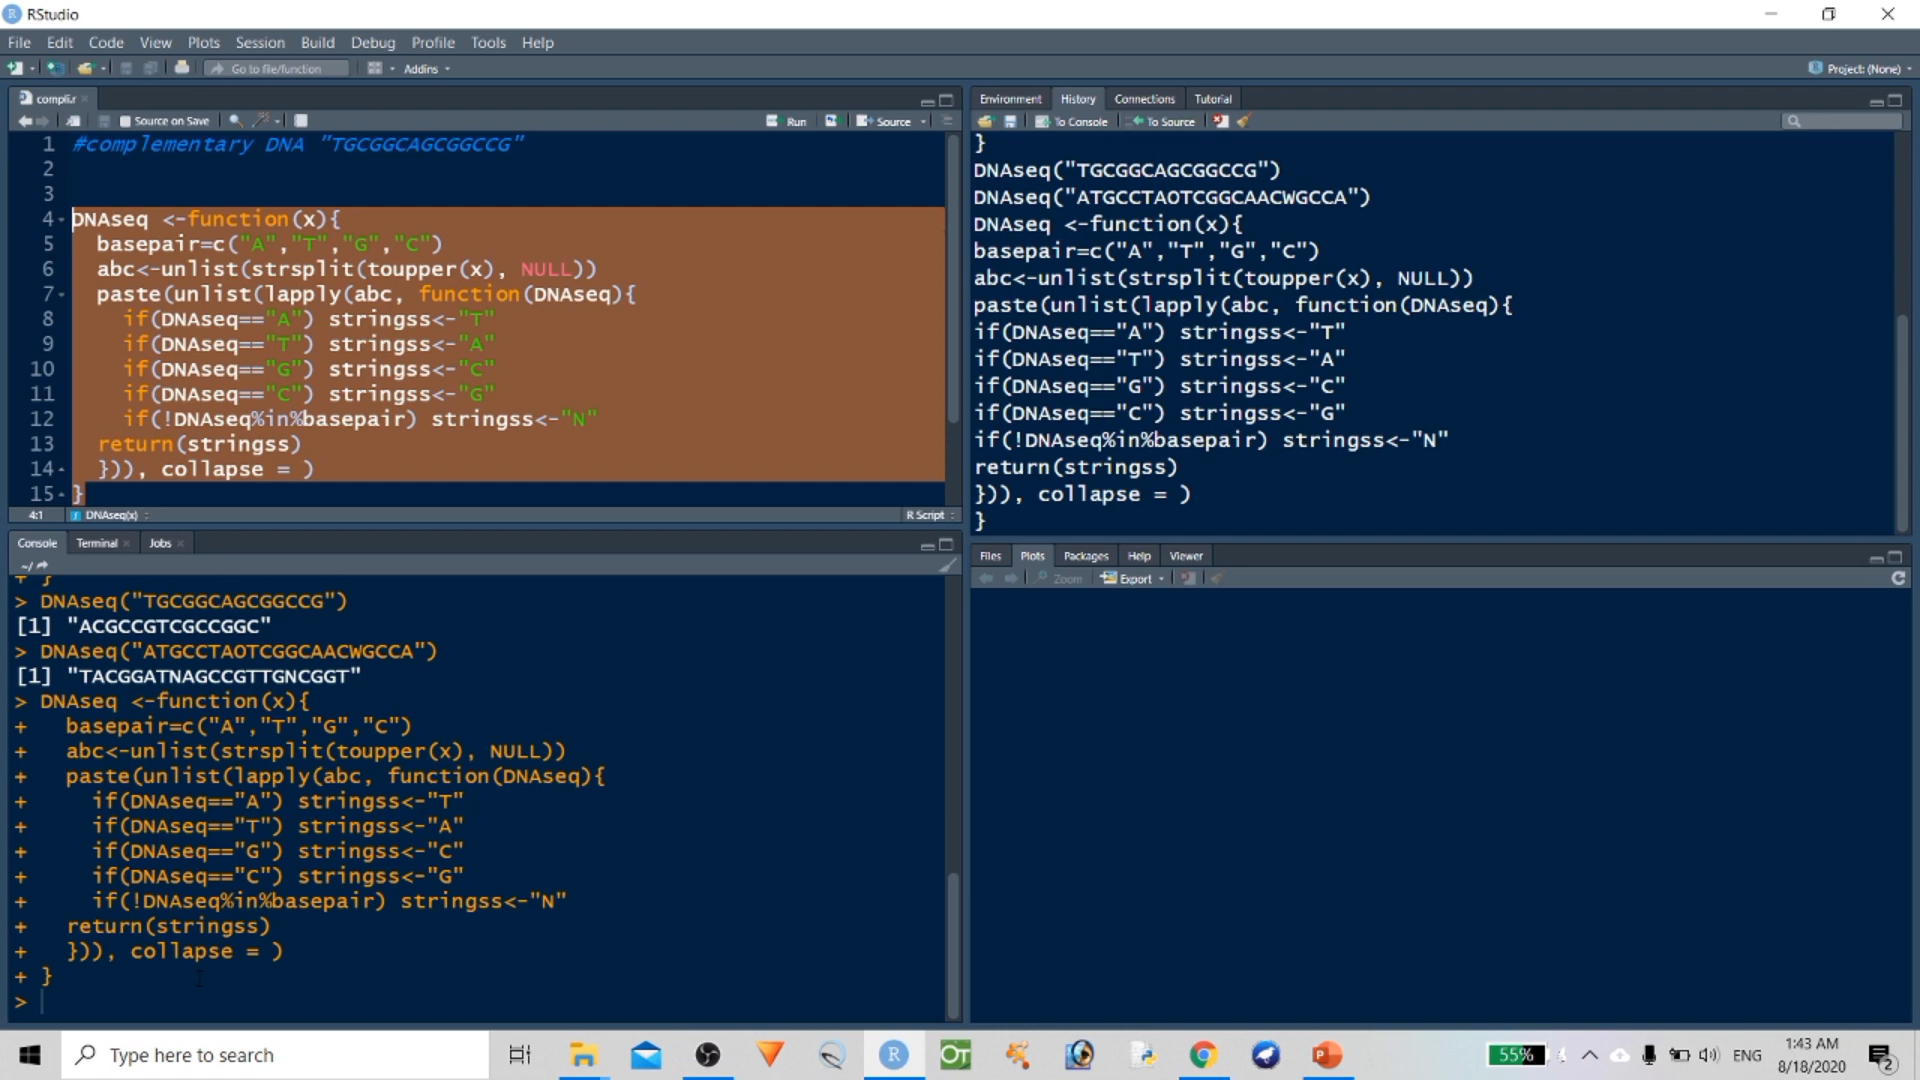 RStudio
File Edit Code View Plots Session Build Debug Profile Tools Help
Go to file/function Addins Project: (None)
compli.r
Source on Save Run Source
1 #complementary DNA "TGCGGCAGCGGCCG"
2
3
4 DNAseq <-function(x){
5 basepair=c("A","T","G","C")
6 abc<-unlist(strsplit(toupper(x), NULL))
7 paste(unlist(lapply(abc, function(DNAseq){
8 if(DNAseq=="A") stringss<-"T"
9 if(DNAseq=="T") stringss<-"A"
10 if(DNAseq=="G") stringss<-"C"
11 if(DNAseq=="C") stringss<-"G"
12 if(!DNAseq%in%basepair) stringss<-"N"
13 return(stringss)
14 })), collapse = )
15 }
4:1 DNAseq(x) R Script
Console Terminal Jobs
~/
+ }
> DNAseq("TGCGGCAGCGGCCG")
[1] "ACGCCGTCGCCGGC"
> DNAseq("ATGCCTAOTCGGCAACWGCCA")
[1] "TACGGATNAGCCGTTGNCGGT"
> DNAseq <-function(x){
+ basepair=c("A","T","G","C")
+ abc<-unlist(strsplit(toupper(x), NULL))
+ paste(unlist(lapply(abc, function(DNAseq){
+ if(DNAseq=="A") stringss<-"T"
+ if(DNAseq=="T") stringss<-"A"
+ if(DNAseq=="G") stringss<-"C"
+ if(DNAseq=="C") stringss<-"G"
+ if(!DNAseq%in%basepair) stringss<-"N"
+ return(stringss)
+ })), collapse = )
+ }
>
Environment History Connections Tutorial
To Console To Source
}
DNAseq("TGCGGCAGCGGCCG")
DNAseq("ATGCCTAOTCGGCAACWGCCA")
DNAseq <-function(x){
basepair=c("A","T","G","C")
abc<-unlist(strsplit(toupper(x), NULL))
paste(unlist(lapply(abc, function(DNAseq){
if(DNAseq=="A") stringss<-"T"
if(DNAseq=="T") stringss<-"A"
if(DNAseq=="G") stringss<-"C"
if(DNAseq=="C") stringss<-"G"
if(!DNAseq%in%basepair) stringss<-"N"
return(stringss)
})), collapse = )
}
Files Plots Packages Help Viewer
Zoom Export
Type here to search
R
55%
ENG
1:43 AM
8/18/2020
2